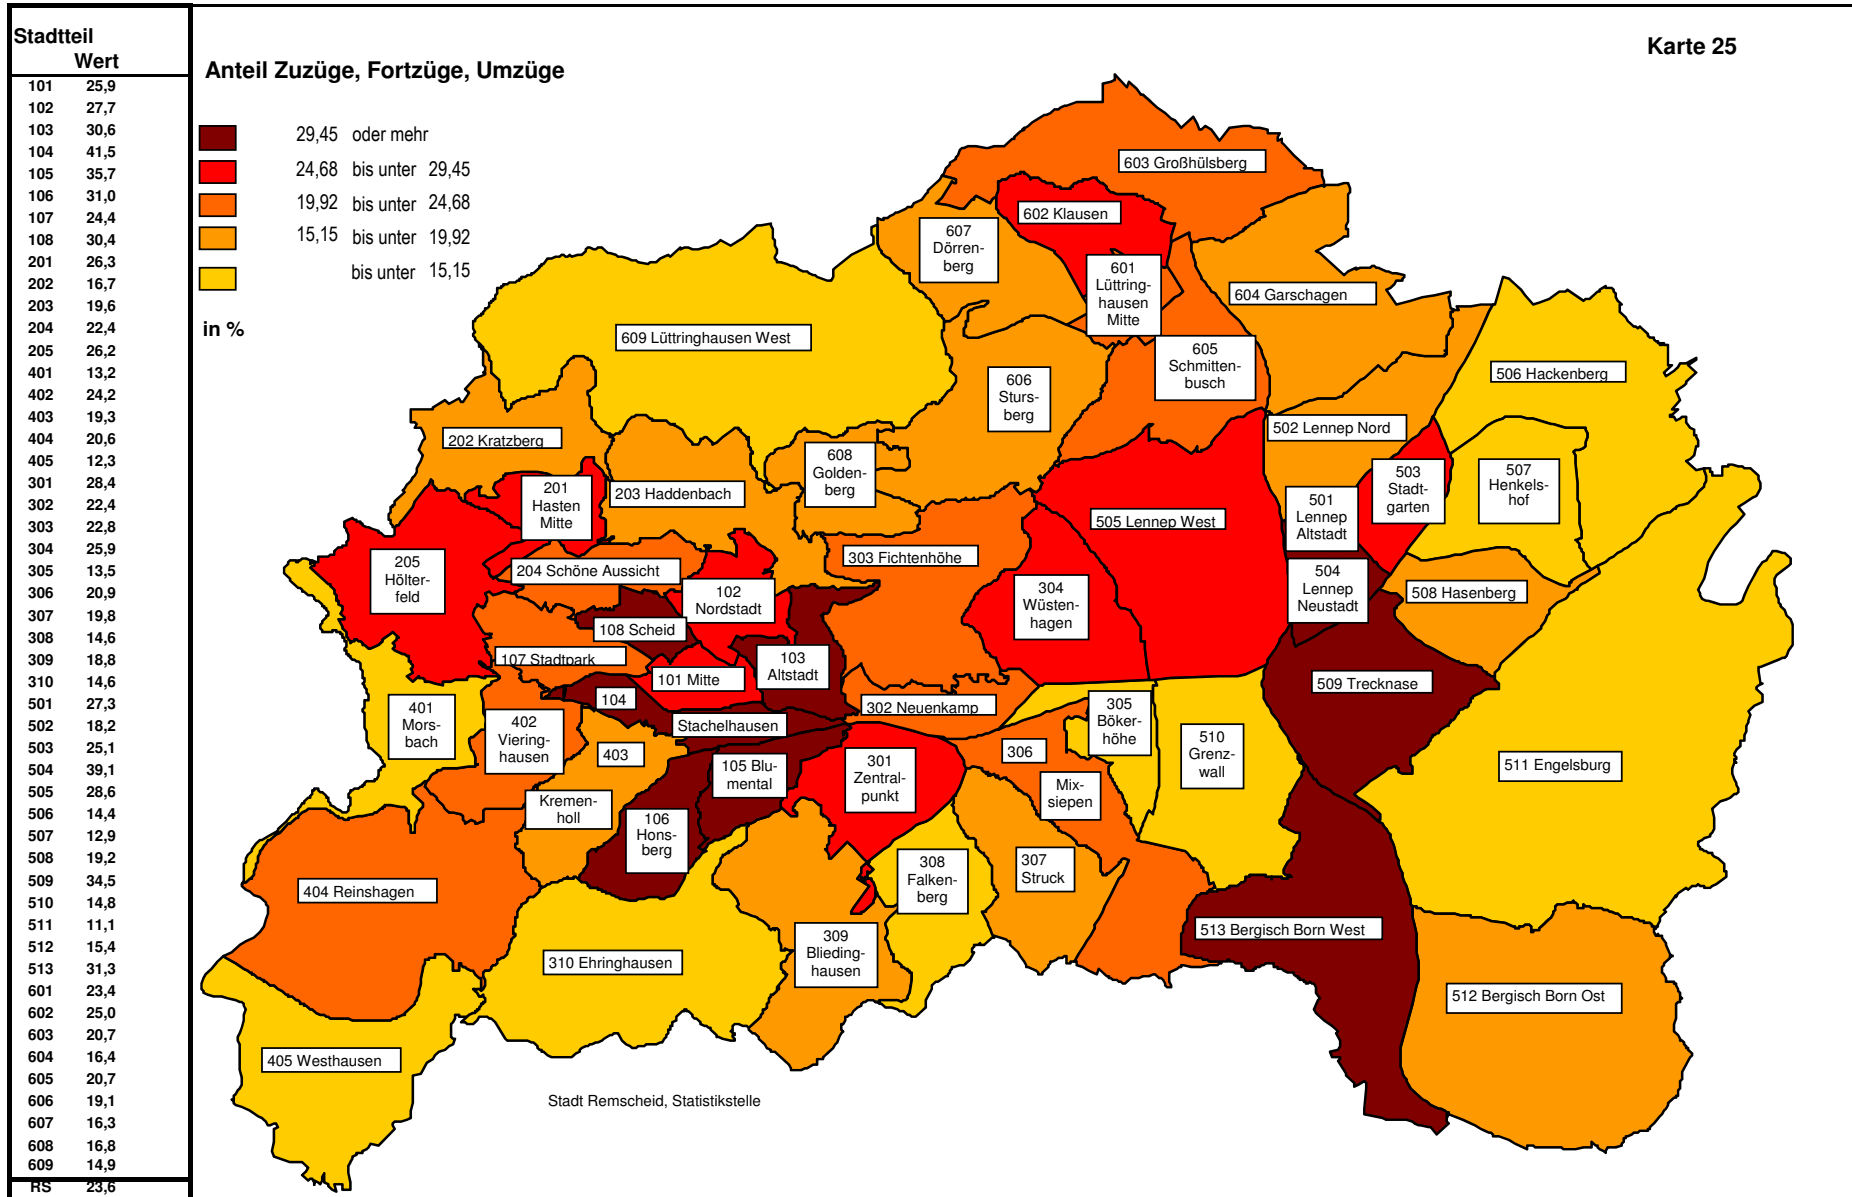 Stadtteil
Wert
101 25,9
102 27,7
103 30,6
104 41,5
105 35,7
106 31,0
107 24,4
108 30,4
201 26,3
202 16,7
203 19,6
204 22,4
205 26,2
401 13,2
402 24,2
403 19,3
404 20,6
405 12,3
301 28,4
302 22,4
303 22,8
304 25,9
305 13,5
306 20,9
307 19,8
308 14,6
309 18,8
310 14,6
501 27,3
502 18,2
503 25,1
504 39,1
505 28,6
506 14,4
507 12,9
508 19,2
509 34,5
510 14,8
511 11,1
512 15,4
513 31,3
601 23,4
602 25,0
603 20,7
604 16,4
605 20,7
606 19,1
607 16,3
608 16,8
609 14,9
RS 23,6
Karte 25
Anteil Zuzüge, Fortzüge, Umzüge
29,45 oder mehr
24,68 bis unter 29,45
19,92 bis unter 24,68
15,15 bis unter 19,92
bis unter 15,15
in %
603 Großhülsberg
602 Klausen
607
Dörren-
berg
601
Lüttring-
hausen
Mitte
604 Garschagen
609 Lüttringhausen West
605
Schmitten-
busch
606
Sturs-
berg
506 Hackenberg
202 Kratzberg
502 Lennep Nord
608
Golden-
berg
503
Stadt-
garten
507
Henkels-
hof
201
Hasten
Mitte
203 Haddenbach
501
Lennep
Altstadt
505 Lennep West
303 Fichtenhöhe
205
Hölter-
feld
204 Schöne Aussicht
102
Nordstadt
304
Wüsten-
hagen
504
Lennep
Neustadt
508 Hasenberg
108 Scheid
107 Stadtpark
103
Altstadt
101 Mitte
509 Trecknase
104
Stachelhausen
302 Neuenkamp
401
Mors-
bach
402
Viering-
hausen
403
Kremen-
holl
305
Böker-
höhe
306
Mix-
siepen
510
Grenz-
wall
511 Engelsburg
105 Blu-
mental
301
Zentral-
punkt
106
Hons-
berg
308
Falken-
berg
307
Struck
404 Reinshagen
513 Bergisch Born West
309
Blieding-
hausen
310 Ehringhausen
512 Bergisch Born Ost
405 Westhausen
Stadt Remscheid, Statistikstelle